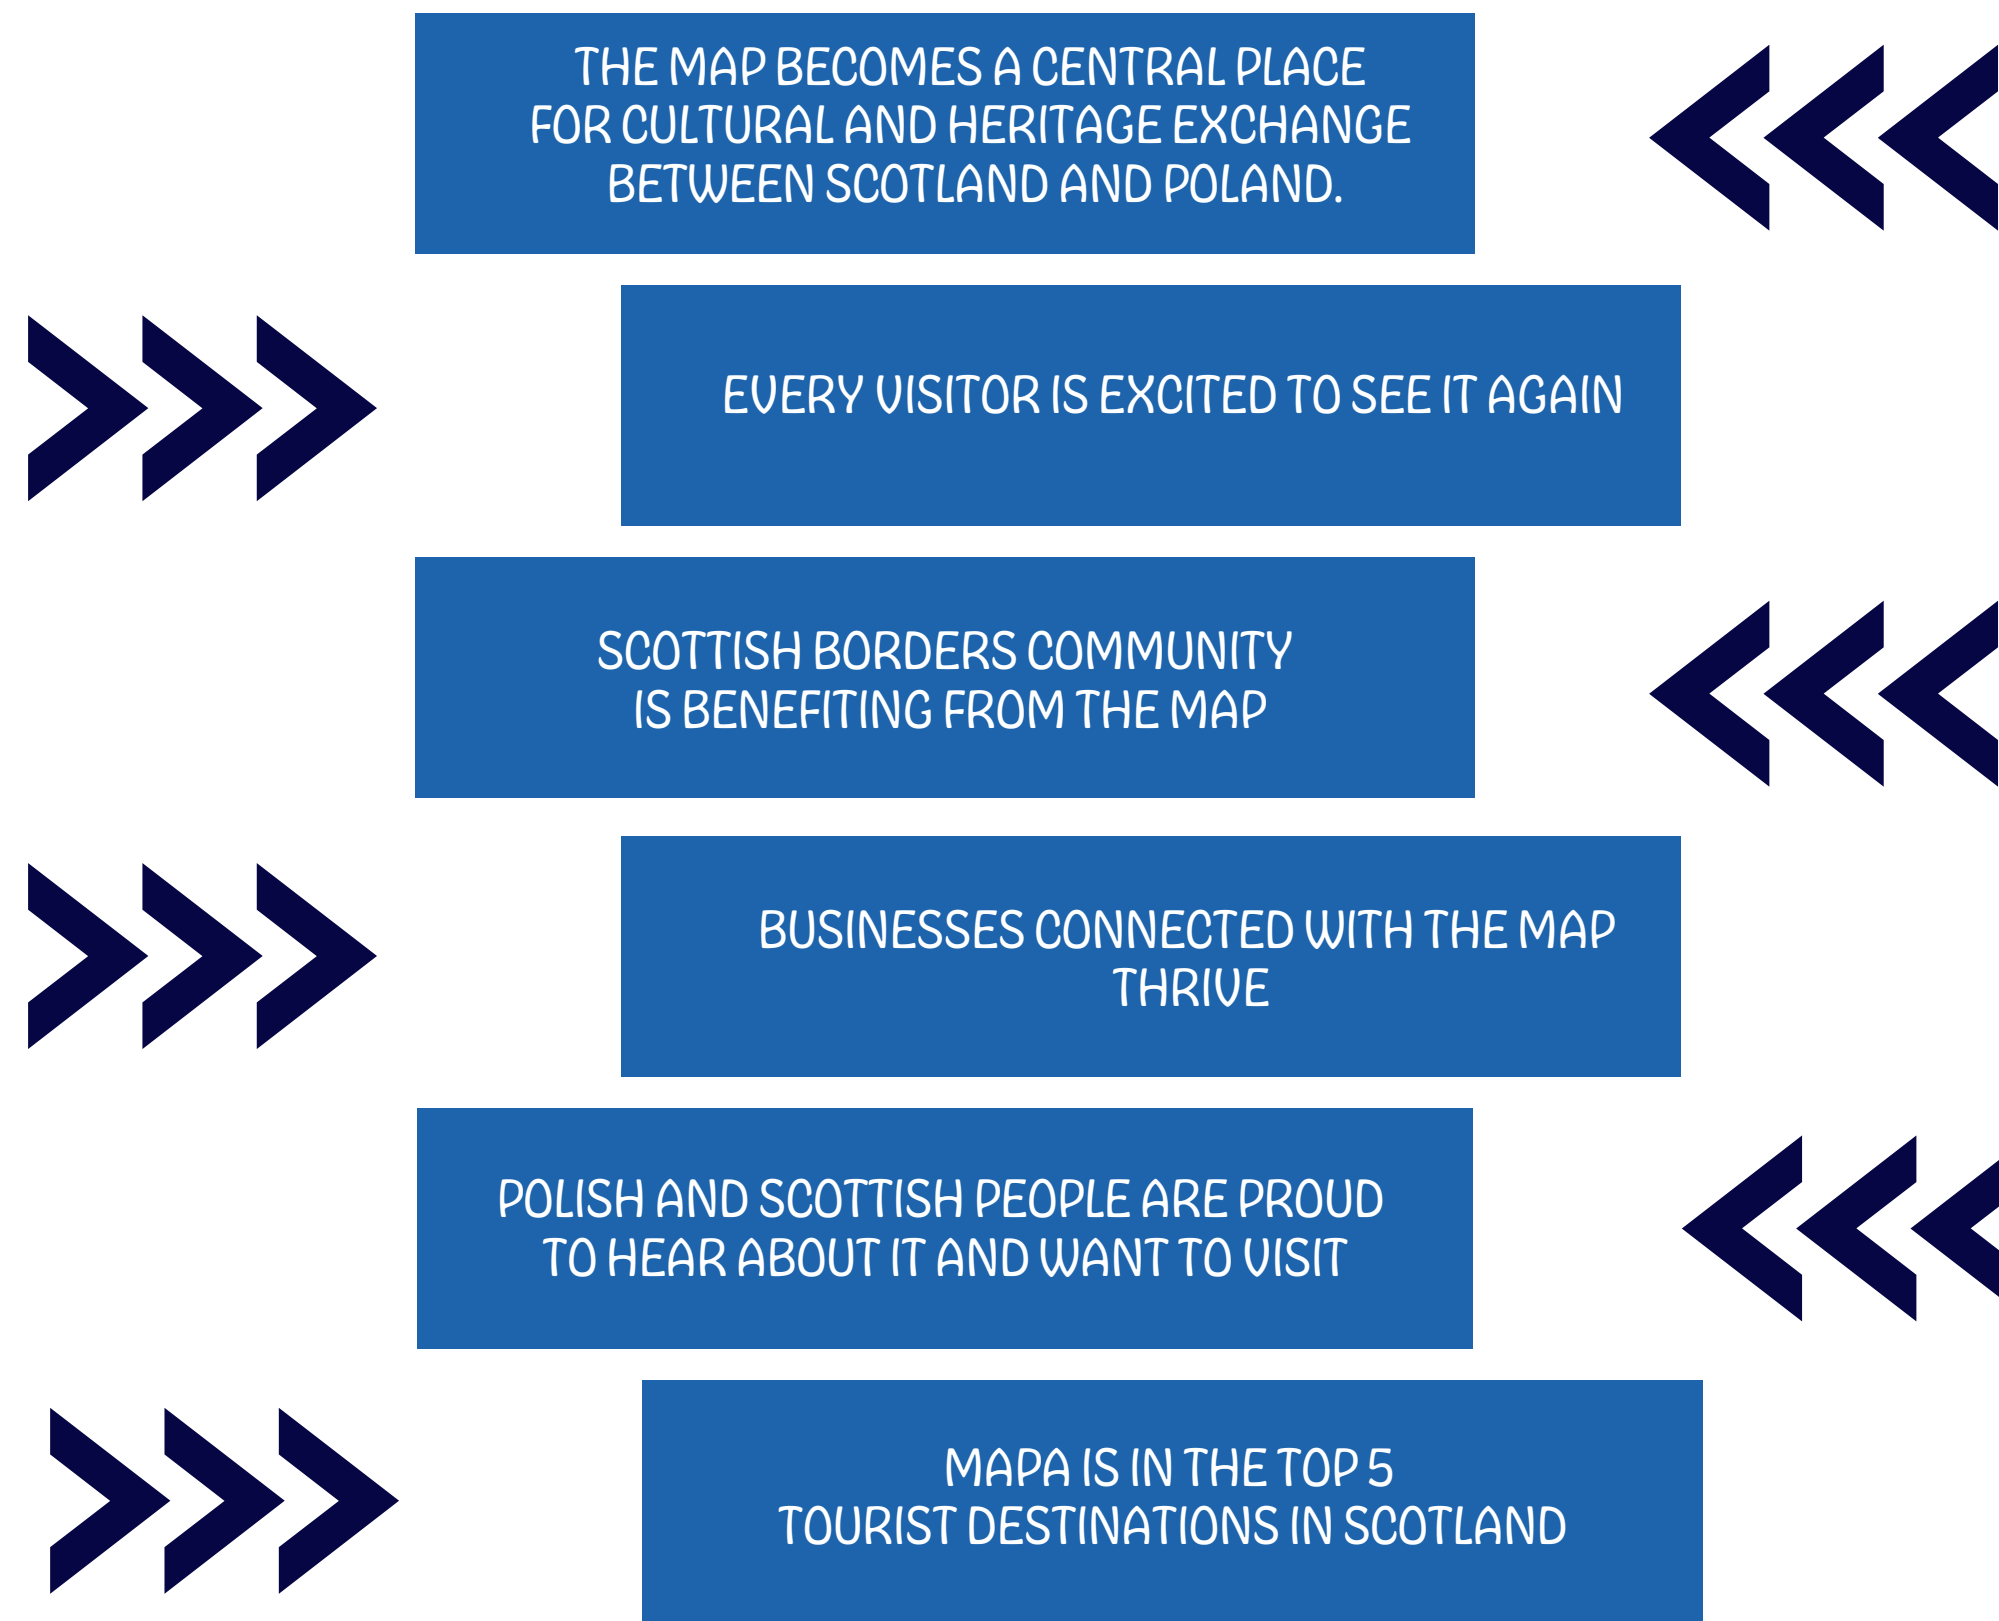 THE MAP BECOMES A CENTRAL PLACE
FOR CULTURAL AND HERITAGE EXCHANGE
BETWEEN SCOTLAND AND POLAND.
EVERY VISITOR IS EXCITED TO SEE IT AGAIN
SCOTTISH BORDERS COMMUNITY
IS BENEFITING FROM THE MAP
BUSINESSES CONNECTED WITH THE MAP
THRIVE
POLISH AND SCOTTISH PEOPLE ARE PROUD
TO HEAR ABOUT IT AND WANT TO VISIT
MAPA IS IN THE TOP 5
TOURIST DESTINATIONS IN SCOTLAND